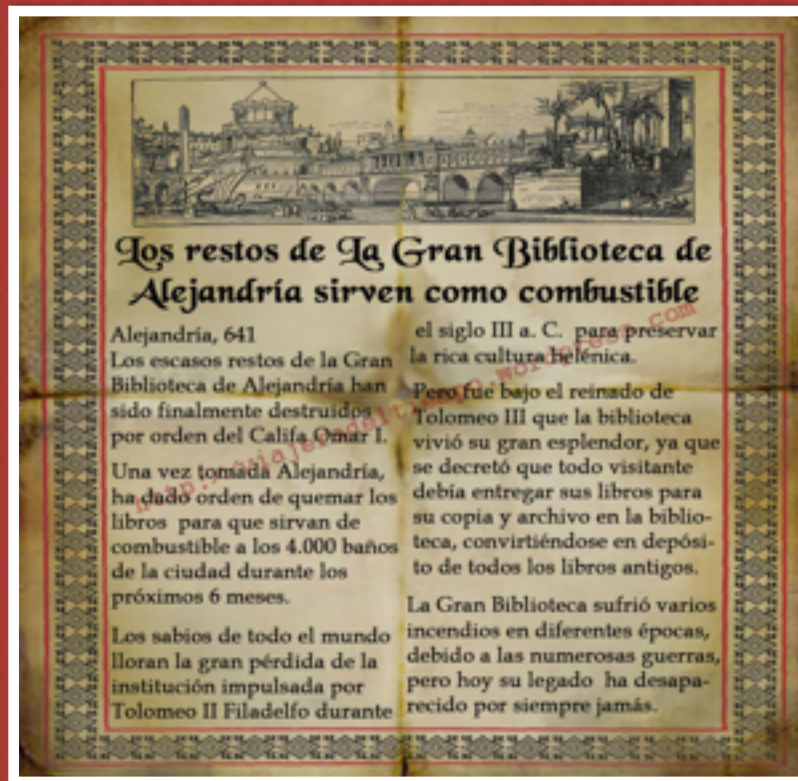 Los restos de La Gran Biblioteca de
Alejandría sirven como combustible
Alejandría, 641
Los escasos restos de la Gran
Biblioteca de Alejandría han
sido finalmente destruidos
por orden del Califa Omar I.
Una vez tomada Alejandría,
ha dado orden de quemar los
libros para que sirvan de
combustible a los 4.000 baños
de la ciudad durante los
próximos 6 meses.
Los sabios de todo el mundo
lloran la gran pérdida de la
institución impulsada por
Tolomeo II Filadelfo durante
el siglo III a. C. para preservar
la rica cultura helénica.
Pero fue bajo el reinado de
Tolomeo III que la biblioteca
vivió su gran esplendor, ya que
se decretó que todo visitante
debía entregar sus libros para
su copia y archivo en la biblio-
teca, convirtiéndose en depósi-
to de todos los libros antigos.
La Gran Biblioteca sufrió varios
incendios en diferentes épocas,
debido a las numerosas guerras,
pero hoy su legado ha desapa-
recido por siempre jamás.